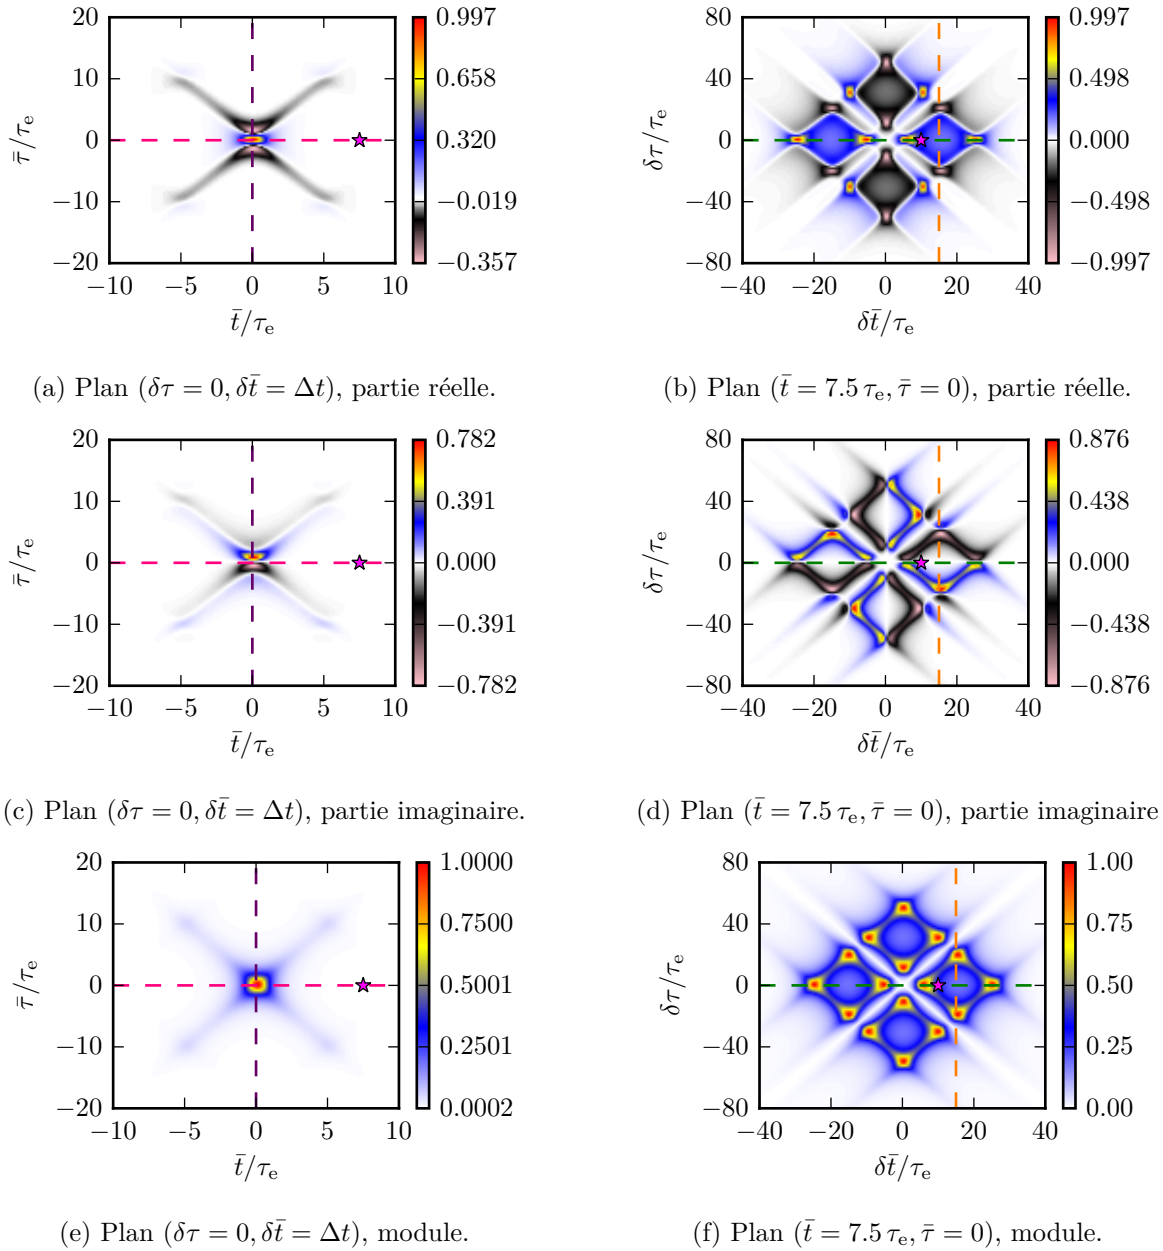 20
10
0
−10
−20
τ̄/τe
−10 −5 0 5 10
t̄/τe
0.997
0.658
0.320
−0.019
−0.357
80
40
0
−40
−80
δτ/τe
−40 −20 0 20 40
δt̄/τe
0.997
0.498
0.000
−0.498
−0.997
(a) Plan (δτ = 0, δt̄ = Δt), partie réelle.
(b) Plan (t̄ = 7.5 τe, τ̄ = 0), partie réelle.
20
10
0
−10
−20
τ̄/τe
−10 −5 0 5 10
t̄/τe
0.782
0.391
0.000
−0.391
−0.782
80
40
0
−40
−80
δτ/τe
−40 −20 0 20 40
δt̄/τe
0.876
0.438
0.000
−0.438
−0.876
(c) Plan (δτ = 0, δt̄ = Δt), partie imaginaire.
(d) Plan (t̄ = 7.5 τe, τ̄ = 0), partie imaginaire
20
10
0
−10
−20
τ̄/τe
−10 −5 0 5 10
t̄/τe
1.0000
0.7500
0.5001
0.2501
0.0002
80
40
0
−40
−80
δτ/τe
−40 −20 0 20 40
δt̄/τe
1.00
0.75
0.50
0.25
0.00
(e) Plan (δτ = 0, δt̄ = Δt), module.
(f) Plan (t̄ = 7.5 τe, τ̄ = 0), module.